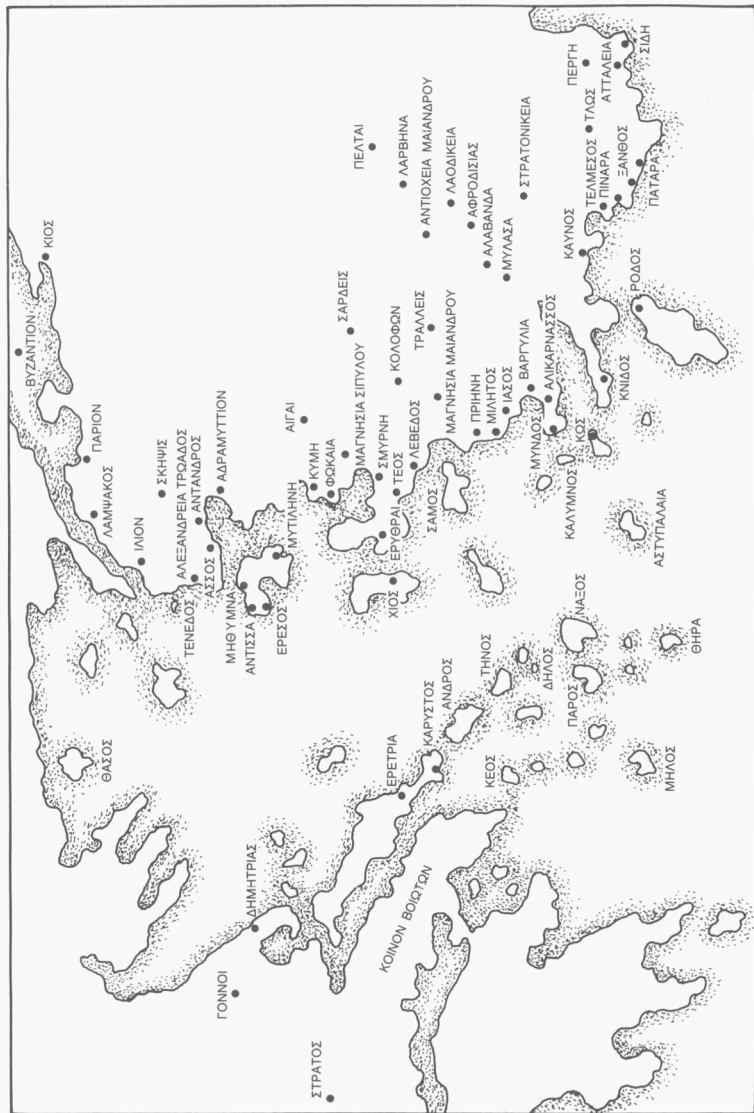 ΒΥΖΑΝΤΙΟΝ
ΚΙΟΣ
ΠΑΡΙΟΝ
ΛΑΜΨΑΚΟΣ
ΘΑΣΟΣ
ΙΛΙΟΝ
ΣΚΗΨΙΣ
ΤΕΝΕΔΟΣ
ΑΛΕΞΑΝΔΡΕΙΑ ΤΡΩΑΔΟΣ
ΑΝΤΑΝΔΡΟΣ
ΑΣΣΟΣ
ΑΔΡΑΜΥΤΤΙΟΝ
ΜΗΘΥΜΝΑ
ΑΝΤΙΣΣΑ
ΕΡΕΣΟΣ
ΜΥΤΙΛΗΝΗ
ΓΟΝΝΟΙ
ΔΗΜΗΤΡΙΑΣ
ΣΤΡΑΤΟΣ
ΑΙΓΑΙ
ΚΥΜΗ
ΦΩΚΑΙΑ
ΜΑΓΝΗΣΙΑ ΣΙΠΥΛΟΥ
ΣΑΡΔΕΙΣ
ΠΕΛΤΑΙ
ΣΜΥΡΝΗ
ΤΕΟΣ
ΛΕΒΕΔΟΣ
ΕΡΥΘΡΑΙ
ΧΙΟΣ
ΚΟΛΟΦΩΝ
ΛΑΡΒΗΝΑ
ΑΝΤΙΟΧΕΙΑ ΜΑΙΑΝΔΡΟΥ
ΤΡΑΛΛΕΙΣ
ΛΑΟΔΙΚΕΙΑ
ΜΑΓΝΗΣΙΑ ΜΑΙΑΝΔΡΟΥ
ΑΦΡΟΔΙΣΙΑΣ
ΣΑΜΟΣ
ΕΡΕΤΡΙΑ
ΚΑΡΥΣΤΟΣ
ΑΝΔΡΟΣ
ΚΟΙΝΟΝ ΒΟΙΩΤΩΝ
ΠΡΙΗΝΗ
ΜΙΛΗΤΟΣ
ΙΑΣΟΣ
ΑΛΑΒΑΝΔΑ
ΜΥΛΑΣΑ
ΣΤΡΑΤΟΝΙΚΕΙΑ
ΤΗΝΟΣ
ΚΕΟΣ
ΒΑΡΓΥΛΙΑ
ΑΛΙΚΑΡΝΑΣΣΟΣ
ΜΥΝΔΟΣ
ΔΗΛΟΣ
ΚΑΛΥΜΝΟΣ
ΚΩΣ
ΚΑΥΝΟΣ
ΤΕΛΜΕΣΟΣ
ΠΙΝΑΡΑ
ΤΛΩΣ
ΠΕΡΓΗ
ΑΤΤΑΛΕΙΑ
ΣΙΔΗ
ΞΑΝΘΟΣ
ΠΑΤΑΡΑ
ΠΑΡΟΣ
ΝΑΞΟΣ
ΚΝΙΔΟΣ
ΡΟΔΟΣ
ΑΣΤΥΠΑΛΑΙΑ
ΜΗΛΟΣ
ΘΗΡΑ